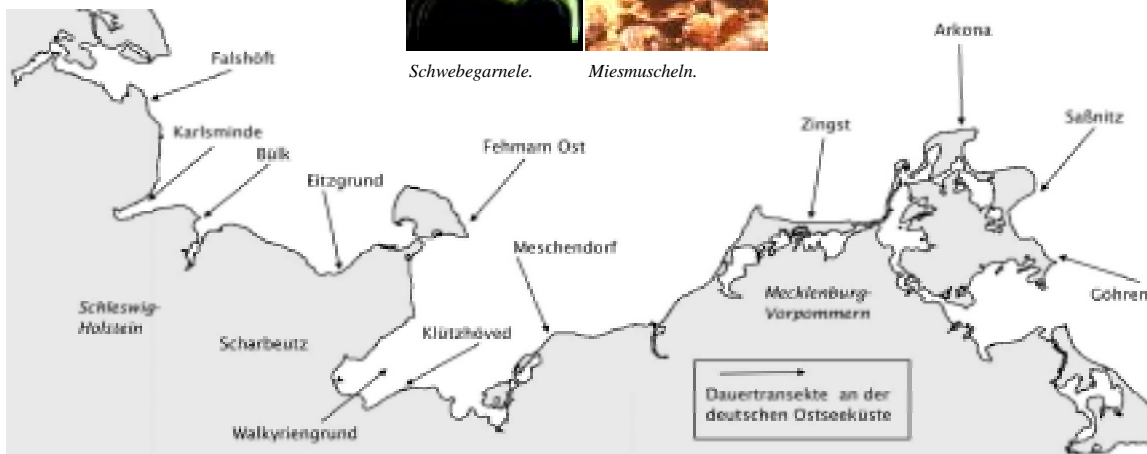 Schwebegarnele. Miesmuscheln.
Arkona
Falshöft
Saßnitz
Zingst
Karlsminde
Fehmarn Ost
Bülk
Eitzgrund
Meschendorf
Göhren
Mecklenburg-
Vorpommern
Schleswig-
Holstein
Klützhöved
Scharbeutz
Dauertransekte an der
deutschen Ostseeküste
Walkyriengrund